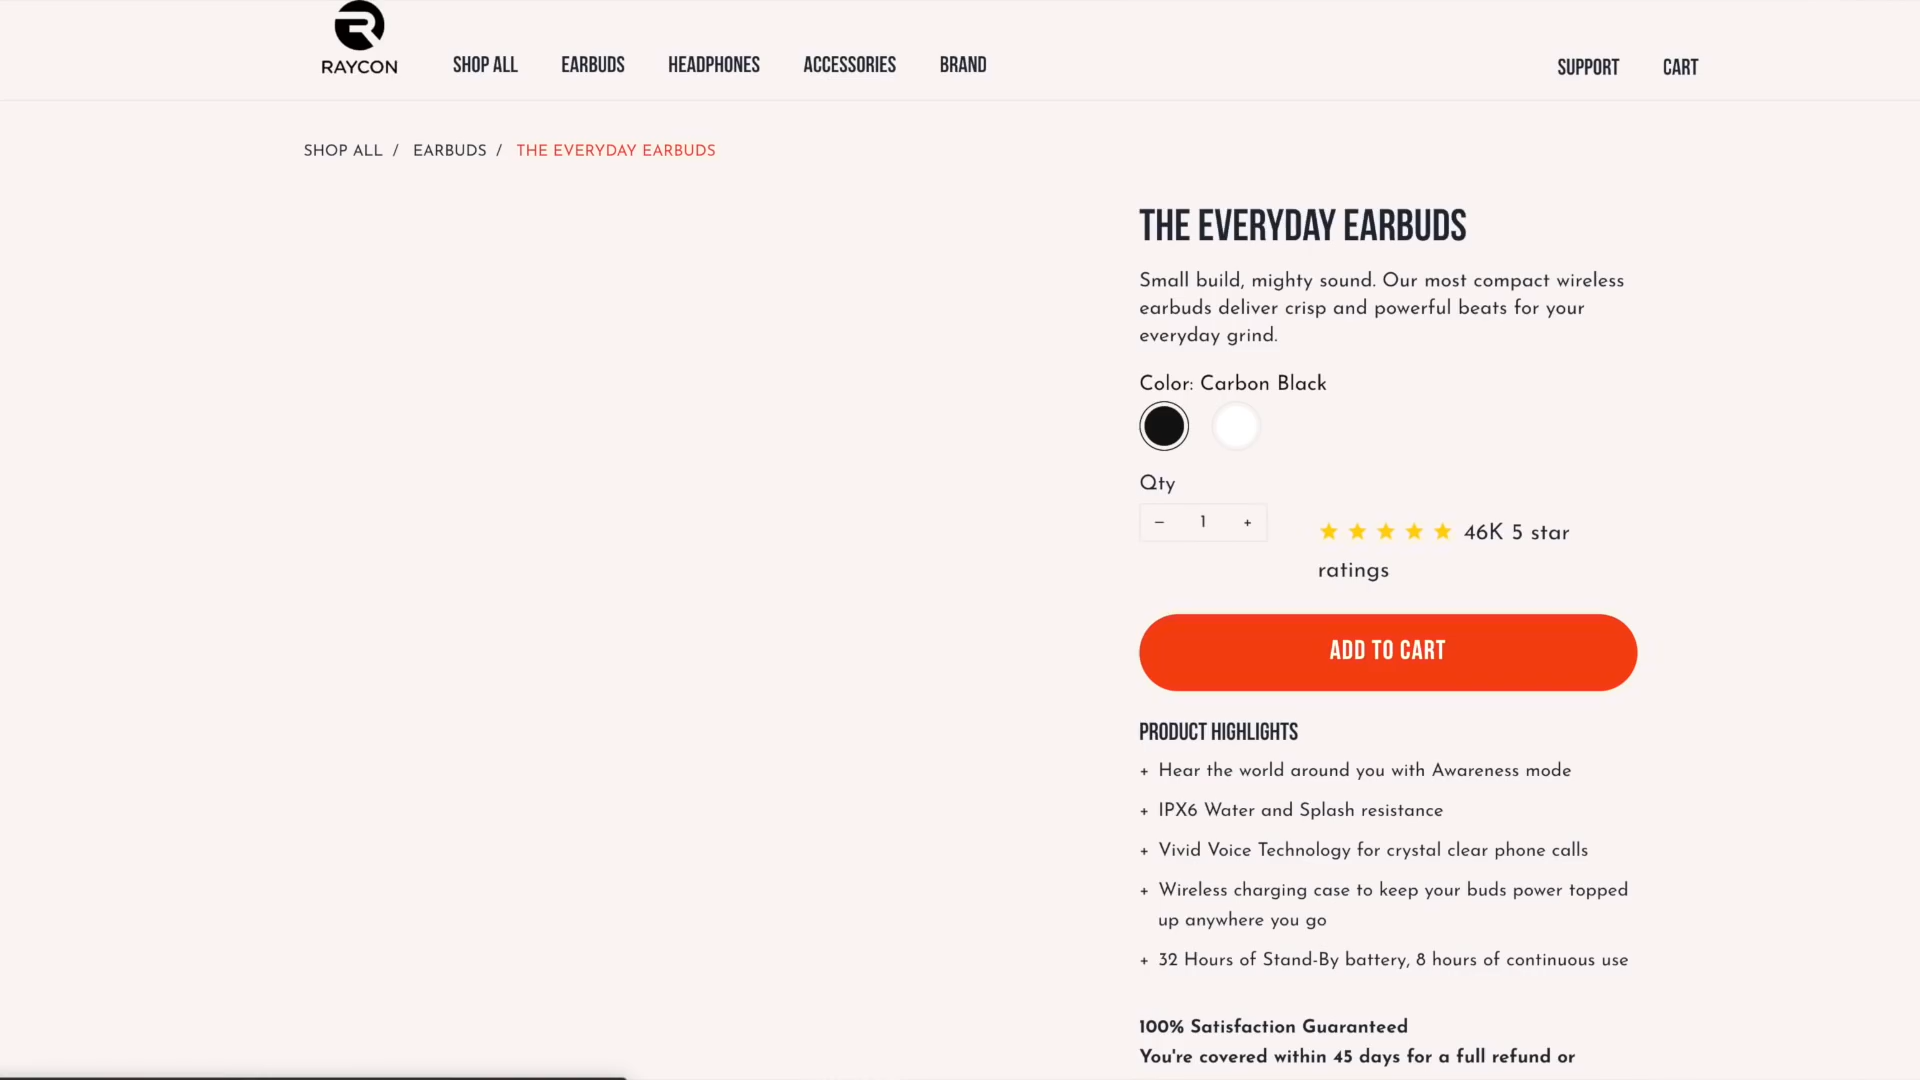 RAYCON
SHOP ALL
EARBUDS
HEADPHONES
ACCESSORIES
BRAND
SUPPORT
CART
SHOP ALL / EARBUDS / THE EVERYDAY EARBUDS
THE EVERYDAY EARBUDS
Small build, mighty sound. Our most compact wireless
earbuds deliver crisp and powerful beats for your
everyday grind.
Color: Carbon Black
Qty
− 1 +
46K 5 star
ratings
ADD TO CART
PRODUCT HIGHLIGHTS
+ Hear the world around you with Awareness mode
+ IPX6 Water and Splash resistance
+ Vivid Voice Technology for crystal clear phone calls
+ Wireless charging case to keep your buds power topped
up anywhere you go
+ 32 Hours of Stand-By battery, 8 hours of continuous use
100% Satisfaction Guaranteed
You're covered within 45 days for a full refund or